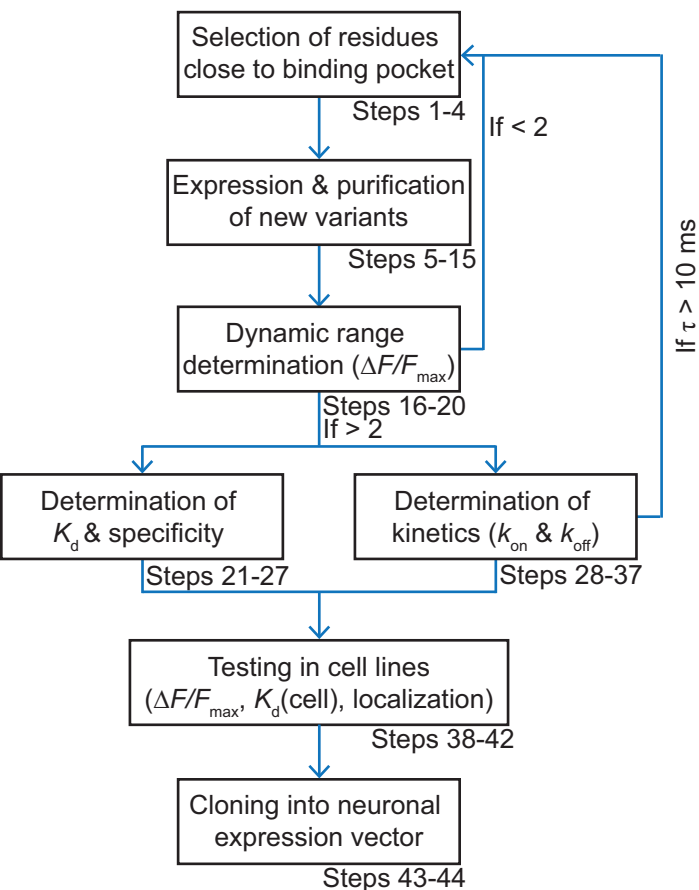 Selection of residues
close to binding pocket
Steps 1-4
If < 2
Expression & purification
of new variants
Steps 5-15
If τ > 10 ms
Dynamic range
determination (ΔF/Fmax)
Steps 16-20
If > 2
Determination of
Kd & specificity
Steps 21-27
Determination of
kinetics (kon & koff)
Steps 28-37
Testing in cell lines
(ΔF/Fmax, Kd(cell), localization)
Steps 38-42
Cloning into neuronal
expression vector
Steps 43-44